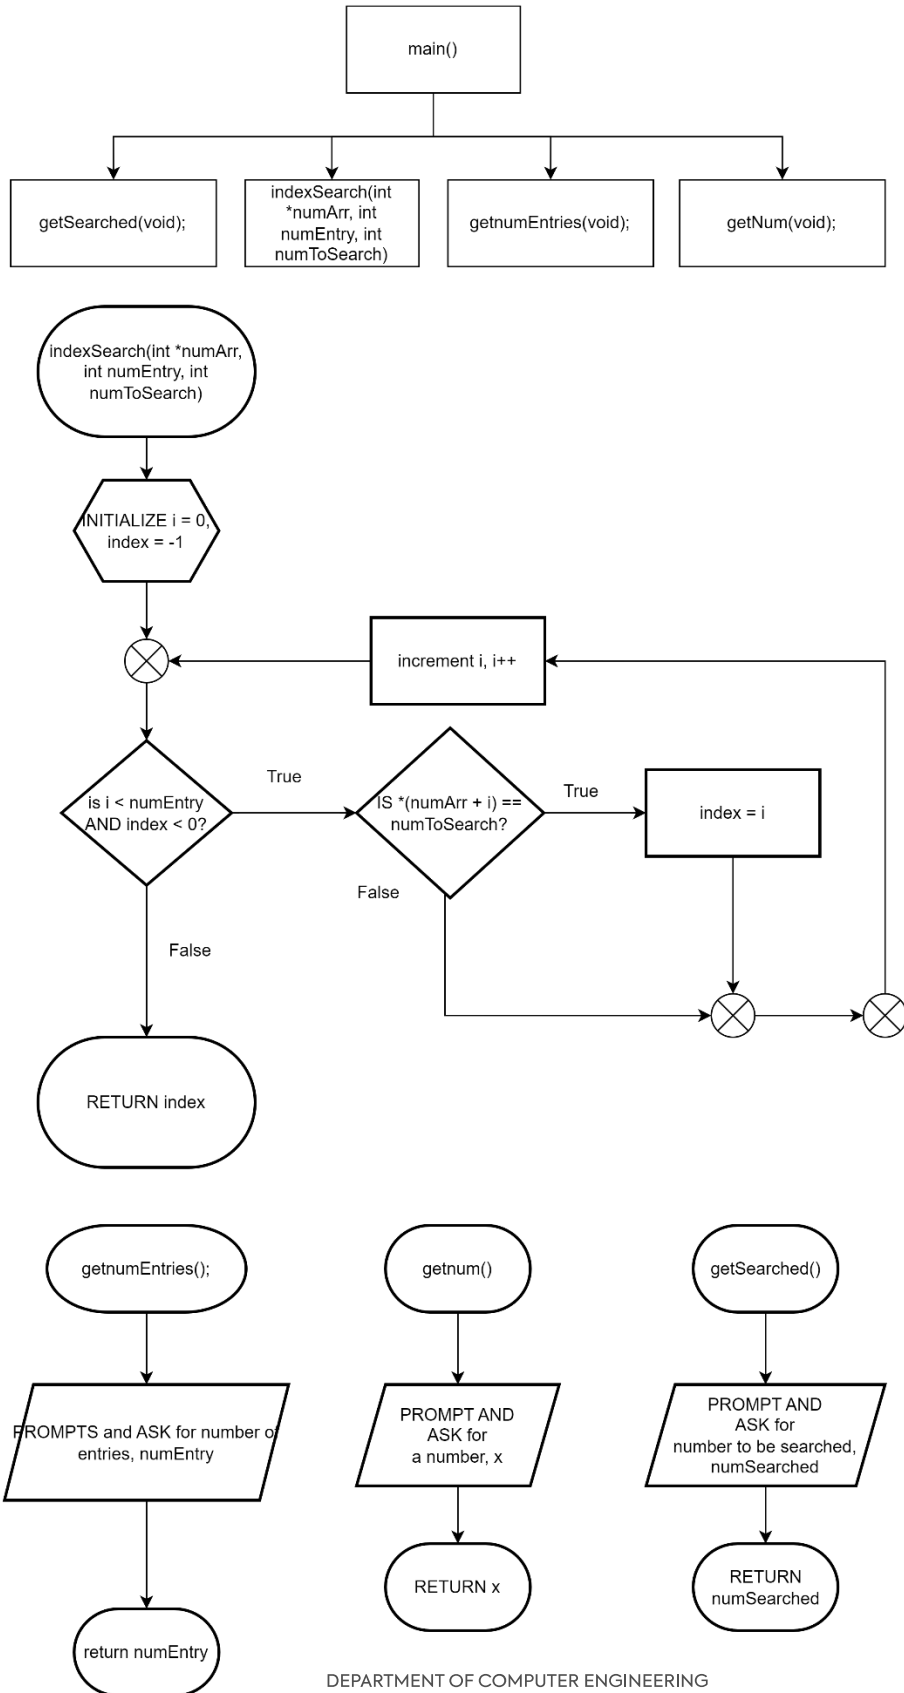 main()
getSearched(void);
indexSearch(int
*numArr, int
numEntry, int
numToSearch)
getnumEntries(void);
getNum(void);
indexSearch(int *numArr,
int numEntry, int
numToSearch)
INITIALIZE i = 0,
index = -1
increment i, i++
is i < numEntry
AND index < 0?
True
IS *(numArr + i) ==
numToSearch?
True
index = i
False
False
RETURN index
getnumEntries();
getnum()
getSearched()
PROMPTS and ASK for number of
entries, numEntry
PROMPT AND
ASK for
a number, x
PROMPT AND
ASK for
number to be searched,
numSearched
return numEntry
RETURN x
RETURN
numSearched
DEPARTMENT OF COMPUTER ENGINEERING